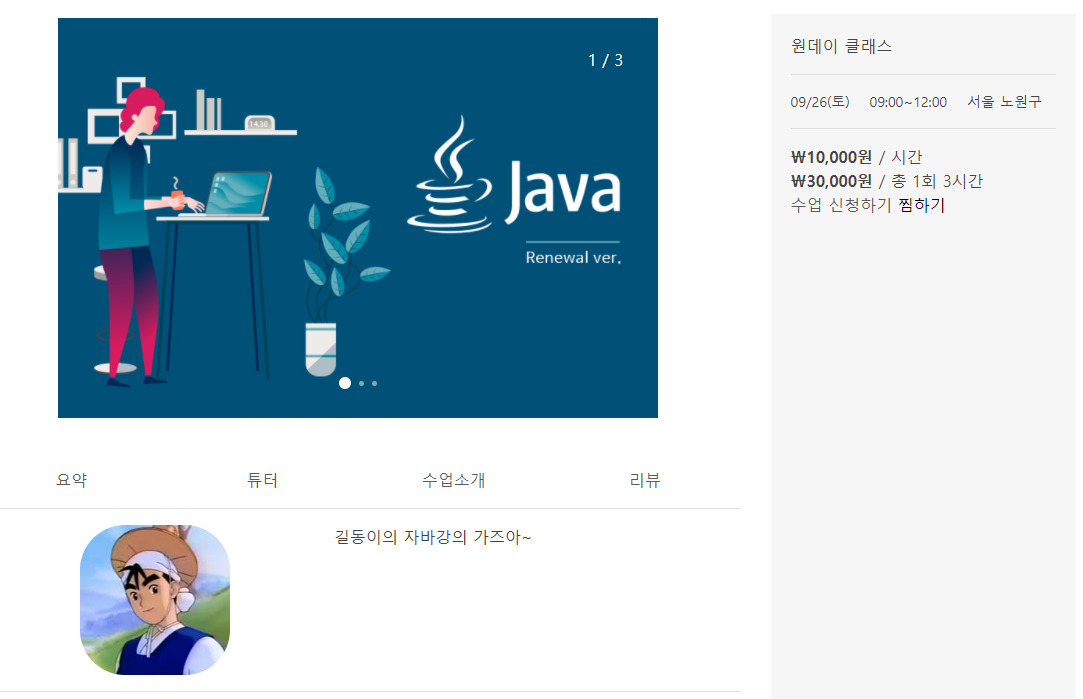 1 / 3
14:30
Java
Renewal ver.
요약 튜터 수업소개 리뷰
길동이의 자바강의 가즈아~
원데이 클래스
09/26(토) 09:00~12:00 서울 노원구
₩10,000원 / 시간
₩30,000원 / 총 1회 3시간
수업 신청하기 찜하기